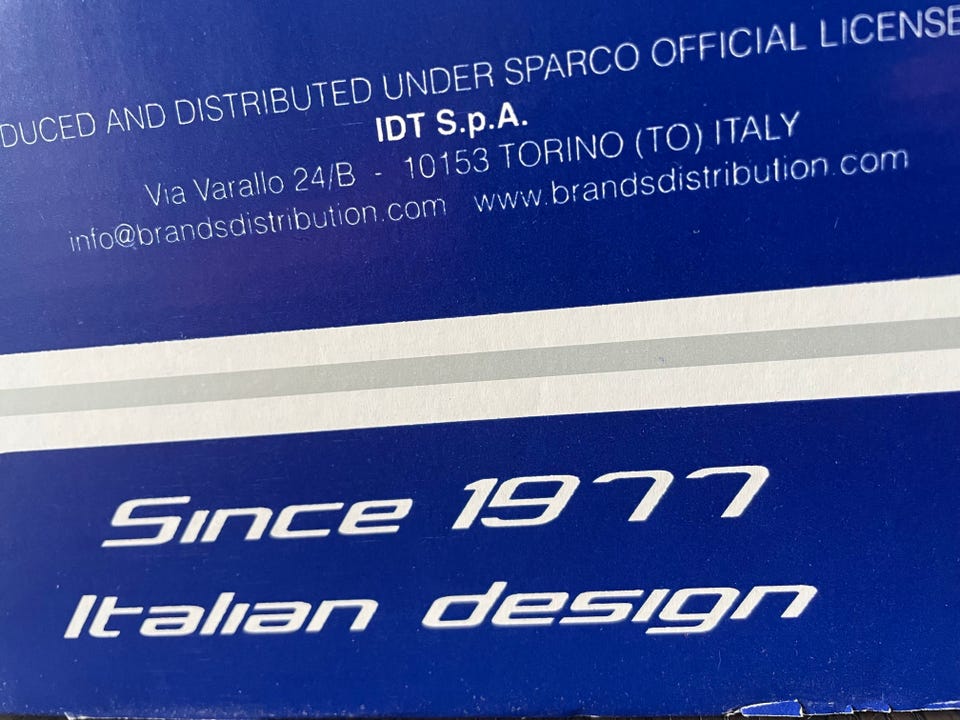 DUCED AND DISTRIBUTED UNDER SPARCO OFFICIAL LICENSE
IDT S.p.A.
Via Varallo 24/B - 10153 TORINO (TO) ITALY
info@brandsdistribution.com www.brandsdistribution.com
Since 1977
Italian design